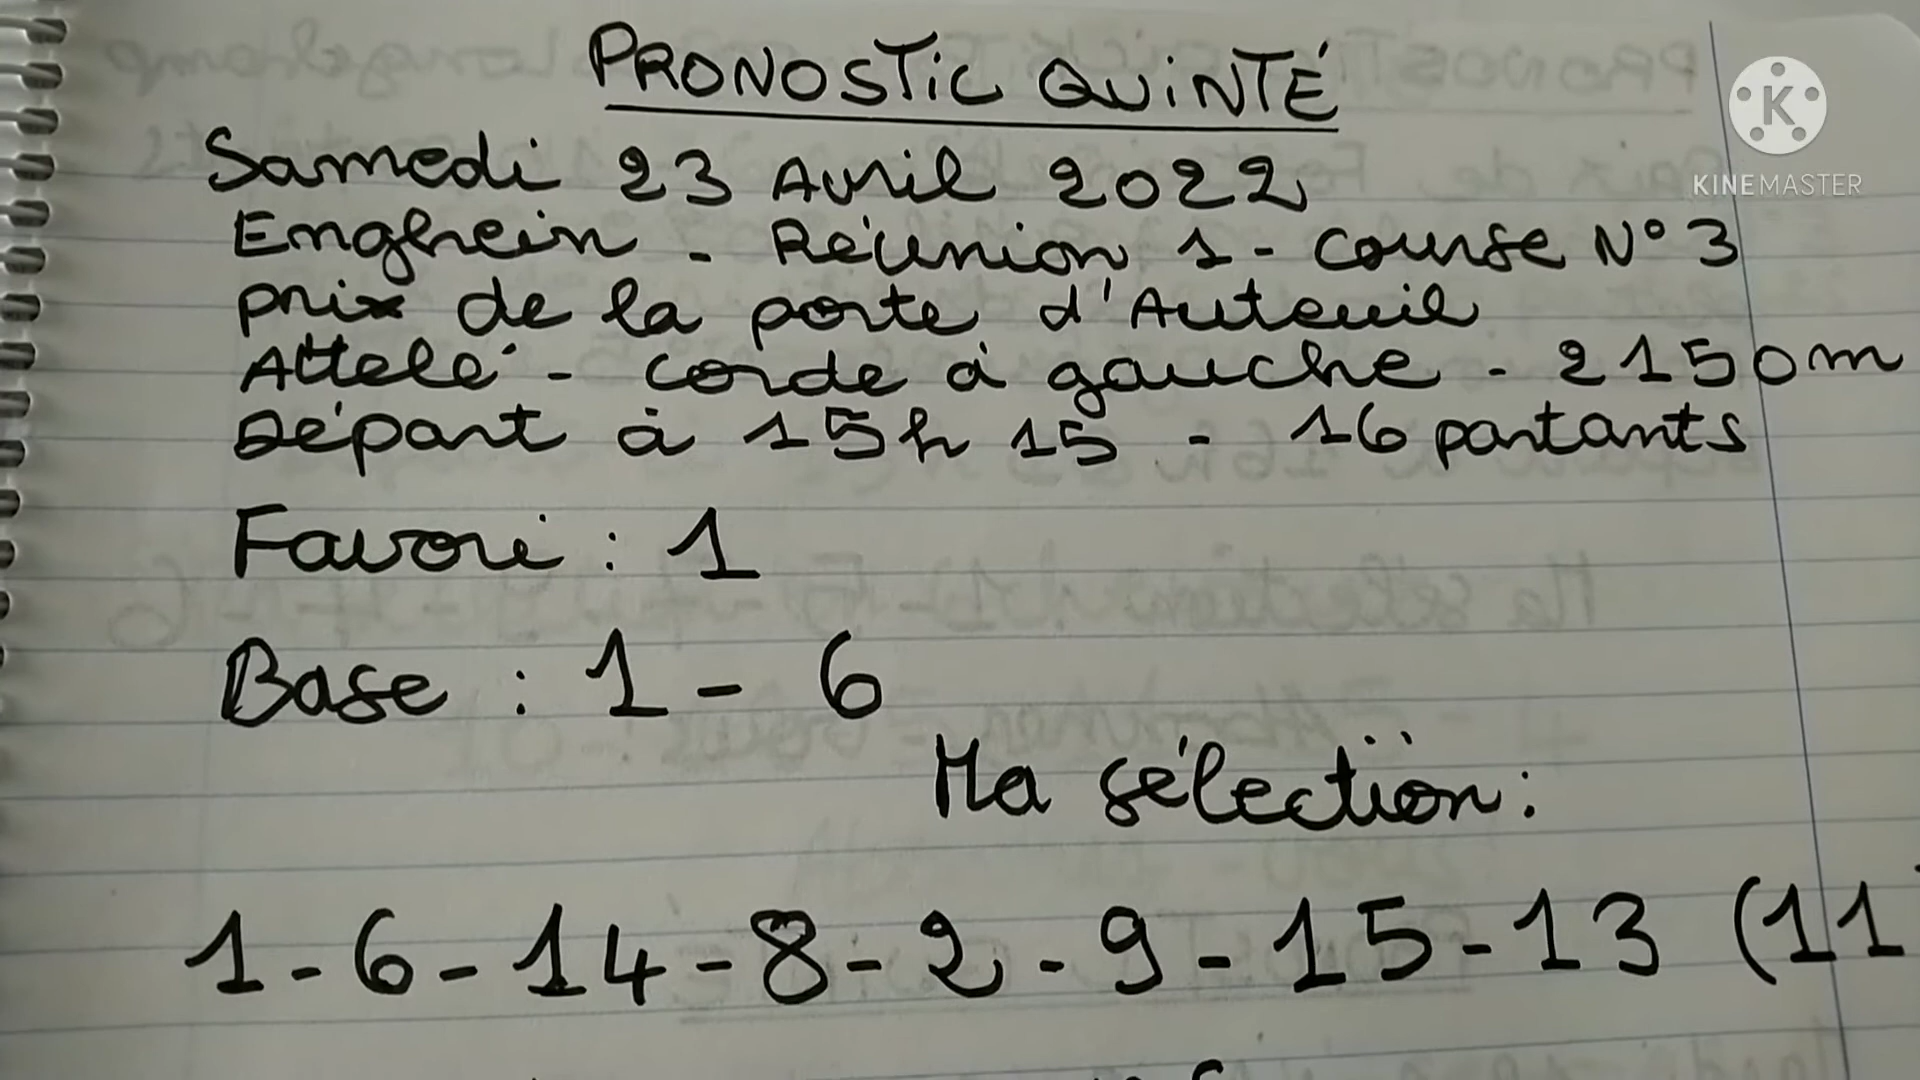 PRONOSTIC QUINTÉ
Samedi 23 Avril 2022
Enghein - Réunion 1 - course N° 3
prix de la porte d'Auteuil
Attelé - corde à gauche - 2150m
Départ à 15h15 - 16 partants
Favori : 1
Base : 1 - 6
Ma sélection :
1 - 6 - 14 - 8 - 2 - 9 - 15 - 13 (11
KINEMASTER